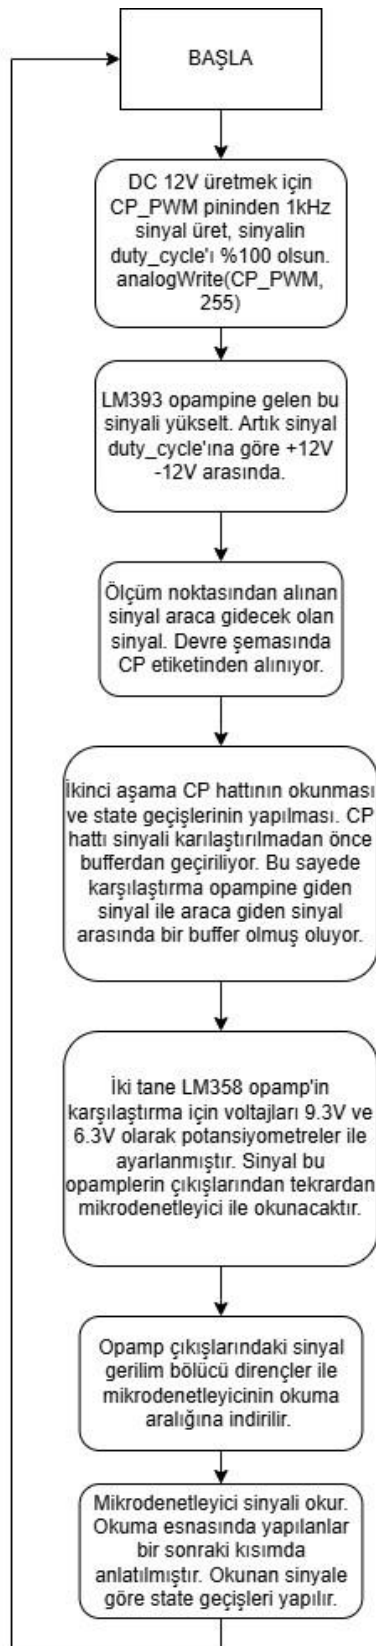 BAŞLA
DC 12V üretmek için
CP_PWM pininden 1kHz
sinyal üret, sinyalin
duty_cycle'ı %100 olsun.
analogWrite(CP_PWM,
255)
LM393 opampine gelen bu
sinyali yükselt. Artık sinyal
duty_cycle'ına göre +12V
-12V arasında.
Ölçüm noktasından alınan
sinyal araca gidecek olan
sinyal. Devre şemasında
CP etiketinden alınıyor.
İkinci aşama CP hattının okunması
ve state geçişlerinin yapılması. CP
hattı sinyali karılaştırılmadan önce
bufferdan geçiriliyor. Bu sayede
karşılaştırma opampine giden
sinyal ile araca giden sinyal
arasında bir buffer olmuş oluyor.
İki tane LM358 opamp'in
karşılaştırma için voltajları 9.3V ve
6.3V olarak potansiyometreler ile
ayarlanmıştır. Sinyal bu
opamplerin çıkışlarından tekrardan
mikrodenetleyici ile okunacaktır.
Opamp çıkışlarındaki sinyal
gerilim bölücü dirençler ile
mikrodenetleyicinin okuma
aralığına indirilir.
Mikrodenetleyici sinyali okur.
Okuma esnasında yapılanlar
bir sonraki kısımda
anlatılmıştır. Okunan sinyale
göre state geçişleri yapılır.